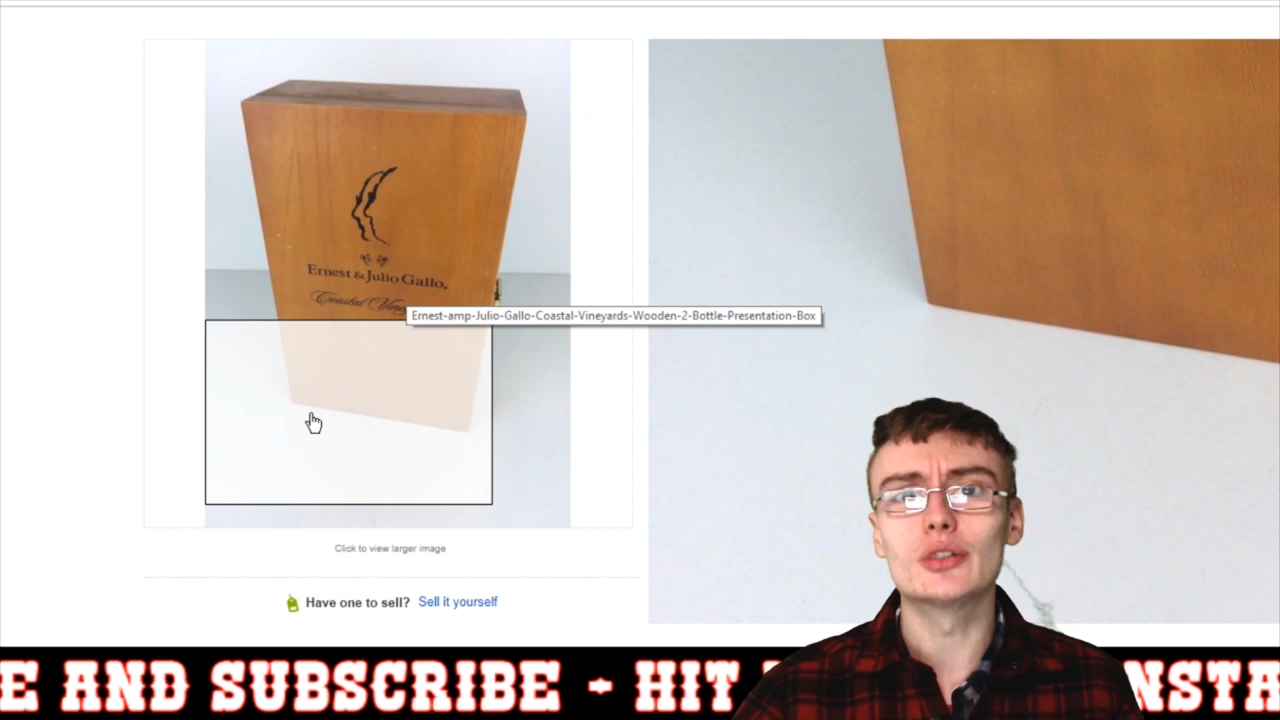 Ernest & Julio Gallo.
Coastal
Ernest-amp-Julio-Gallo-Coastal-Vineyards-Wooden-2-Bottle-Presentation-Box
Click to view larger image
Have one to sell? Sell it yourself
E AND SUBSCRIBE - HIT
NSTA